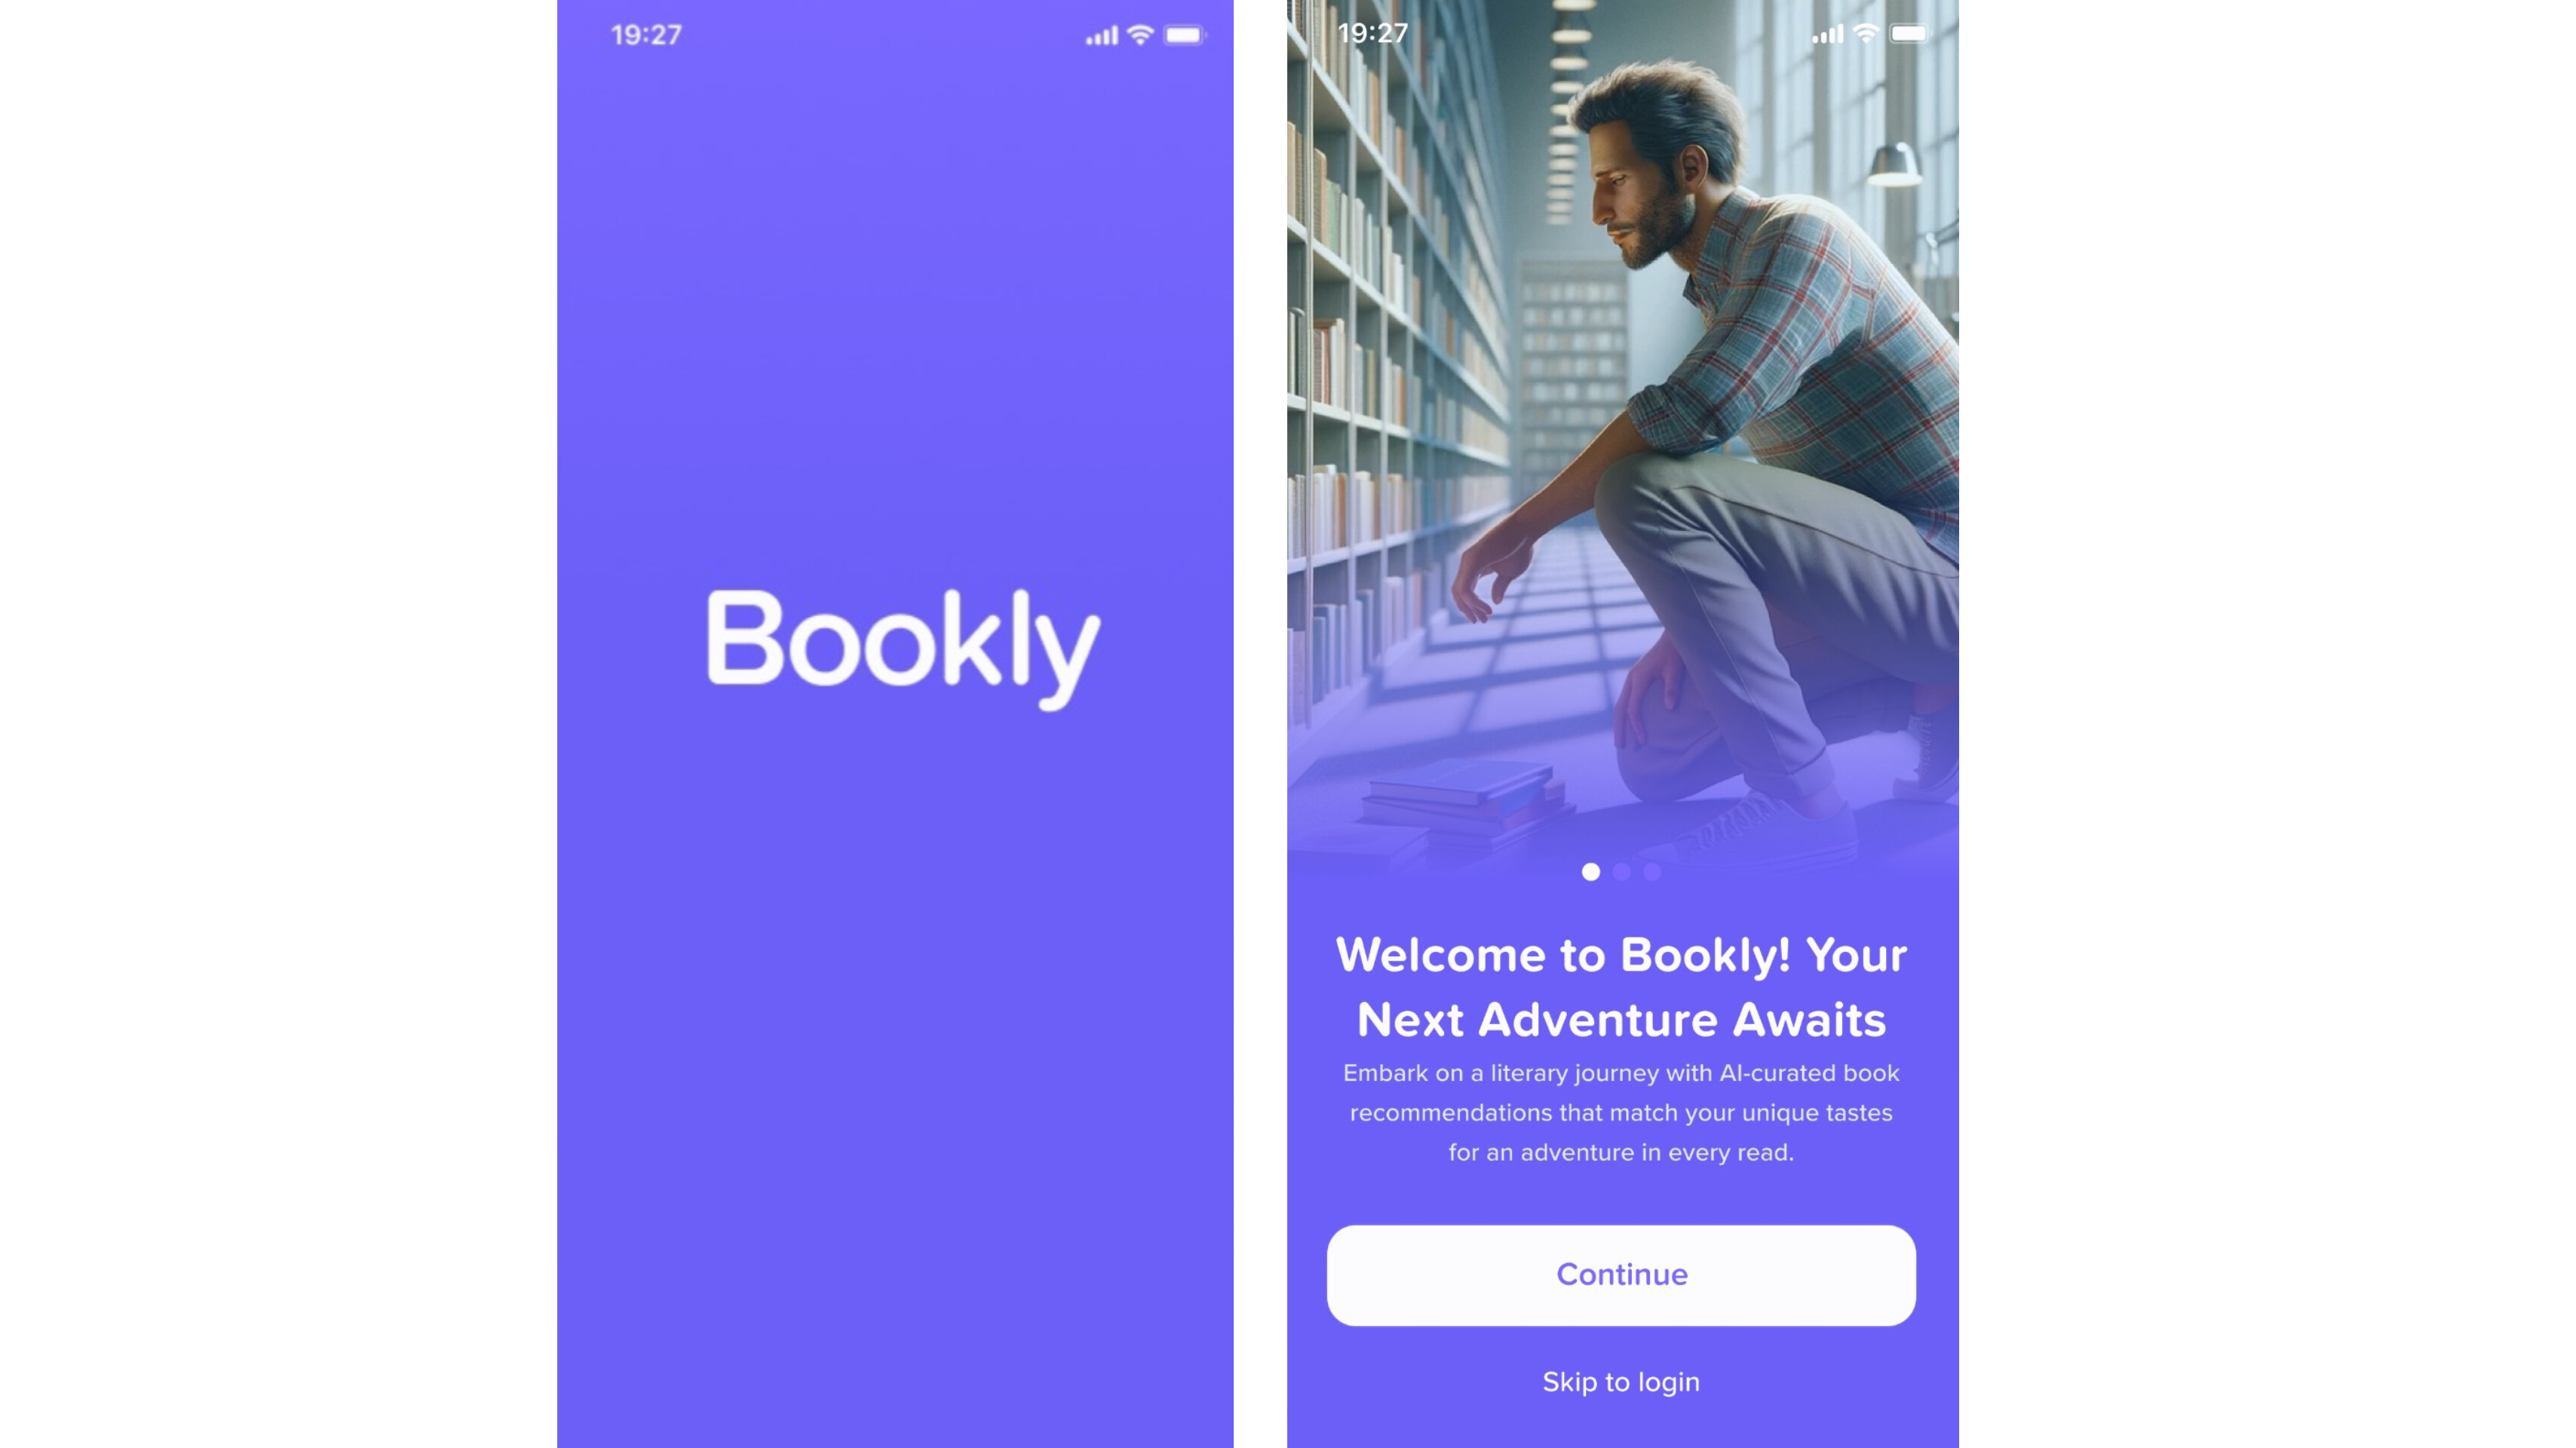 19:27
Bookly
19:27
Welcome to Bookly! Your
Next Adventure Awaits
Embark on a literary journey with AI-curated book
recommendations that match your unique tastes
for an adventure in every read.
Continue
Skip to login